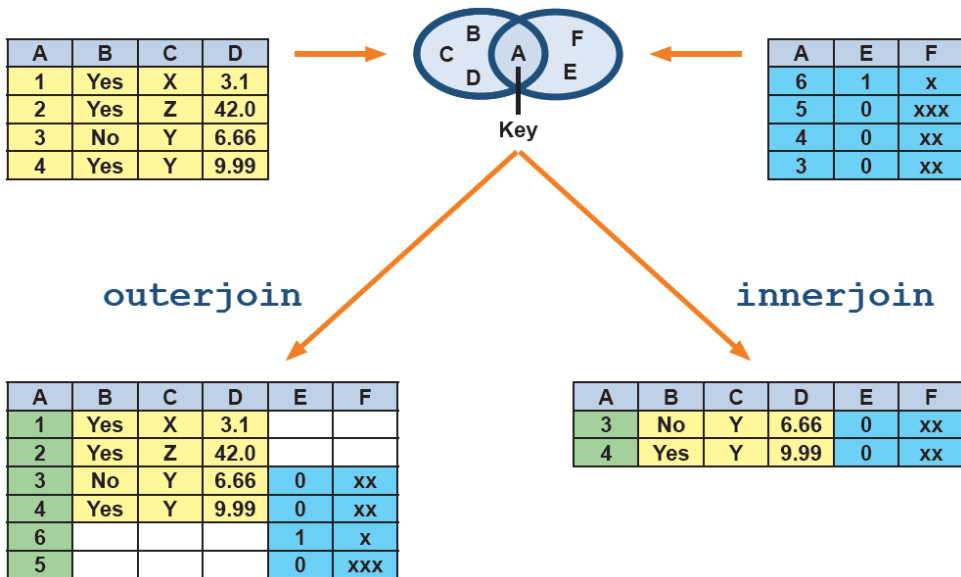 A B C D
1 Yes X 3.1
2 Yes Z 42.0
3 No Y 6.66
4 Yes Y 9.99
B
C
D
A
F
E
Key
A E F
6 1 x
5 0 xxx
4 0 xx
3 0 xx
outerjoin
innerjoin
A B C D E F
1 Yes X 3.1
2 Yes Z 42.0
3 No Y 6.66 0 xx
4 Yes Y 9.99 0 xx
6 1 x
5 0 xxx
A B C D E F
3 No Y 6.66 0 xx
4 Yes Y 9.99 0 xx